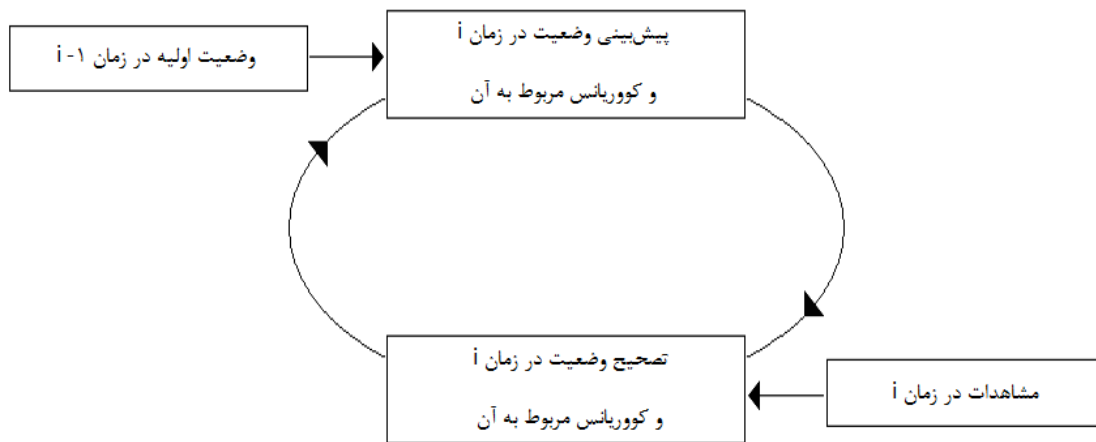 وضعیت اولیه در زمان i-۱
پیش‌بینی وضعیت در زمان i
و کوواریانس مربوط به آن
تصحیح وضعیت در زمان i
و کوواریانس مربوط به آن
مشاهدات در زمان i